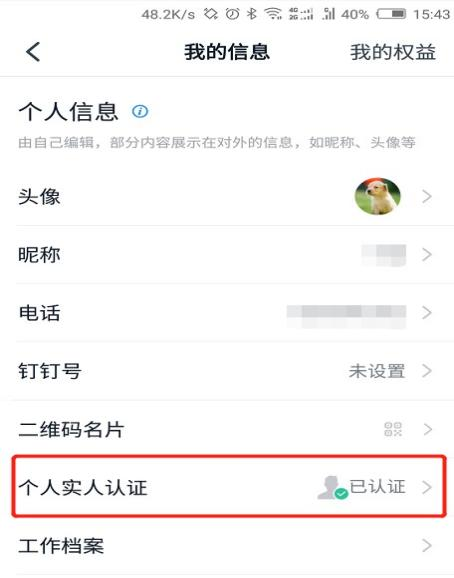 48.2K/s 4G 2G 40% 15:43
我的信息 我的权益
个人信息
由自己编辑，部分内容展示在对外的信息，如昵称、头像等
头像
昵称
电话
钉钉号 未设置
二维码名片
个人实人认证 已认证
工作档案